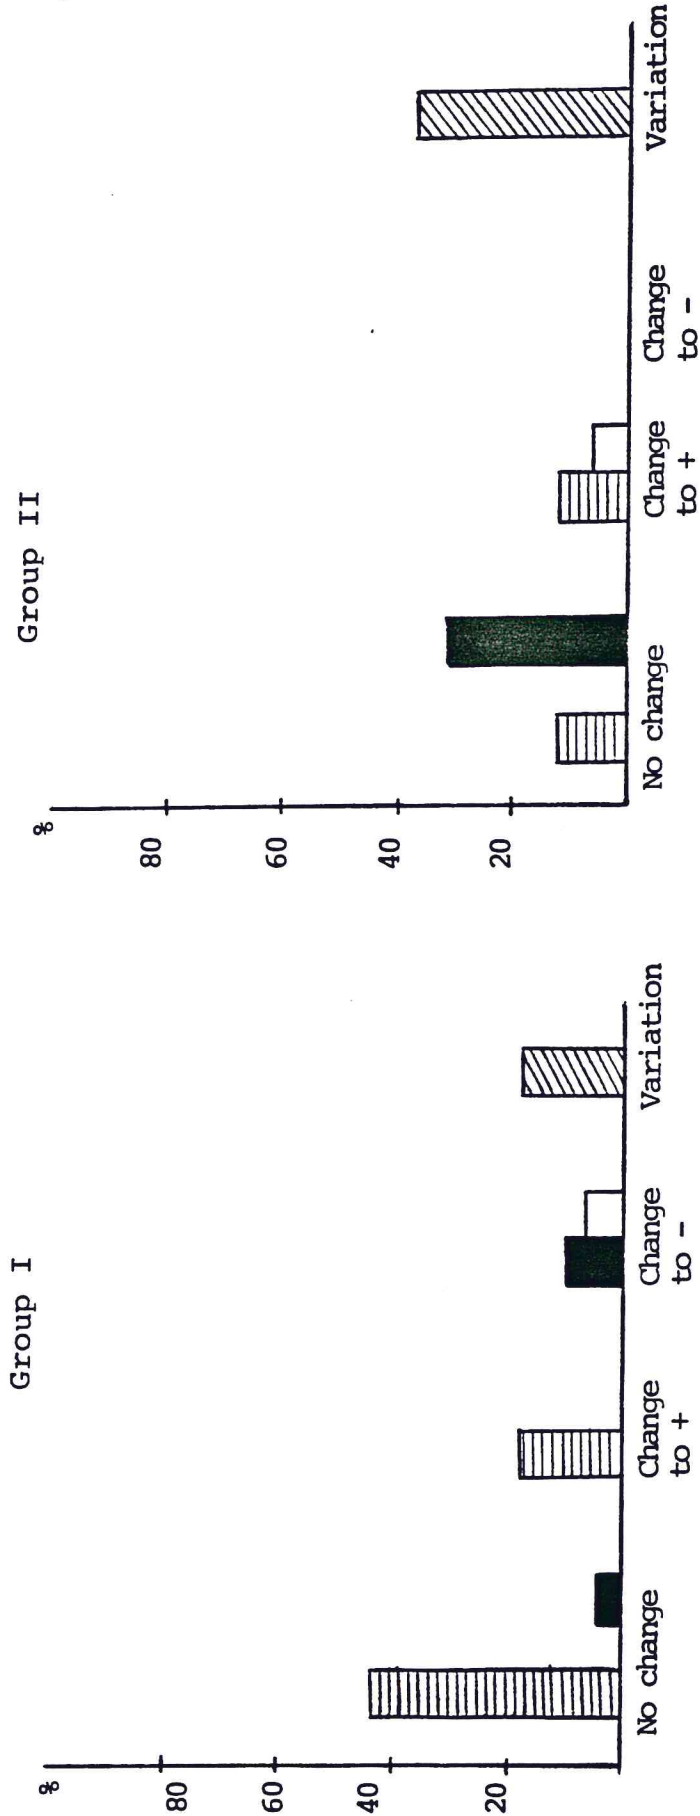 Group I
%
80
60
40
20
No change
Change
to +
Change
to -
Variation
Group II
%
80
60
40
20
No change
Change
to +
Change
to -
Variation